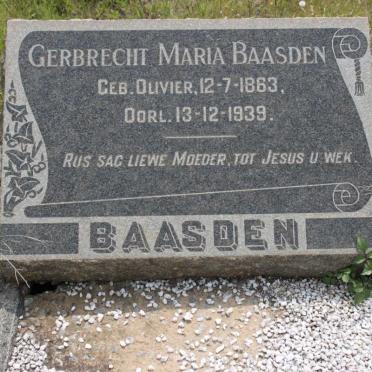 Gerbrecht Maria Baasden
Geb. Olivier, 12-7-1863,
Oorl. 13-12-1939.
Rus sag liewe Moeder, tot Jesus u wek.
BAASDEN